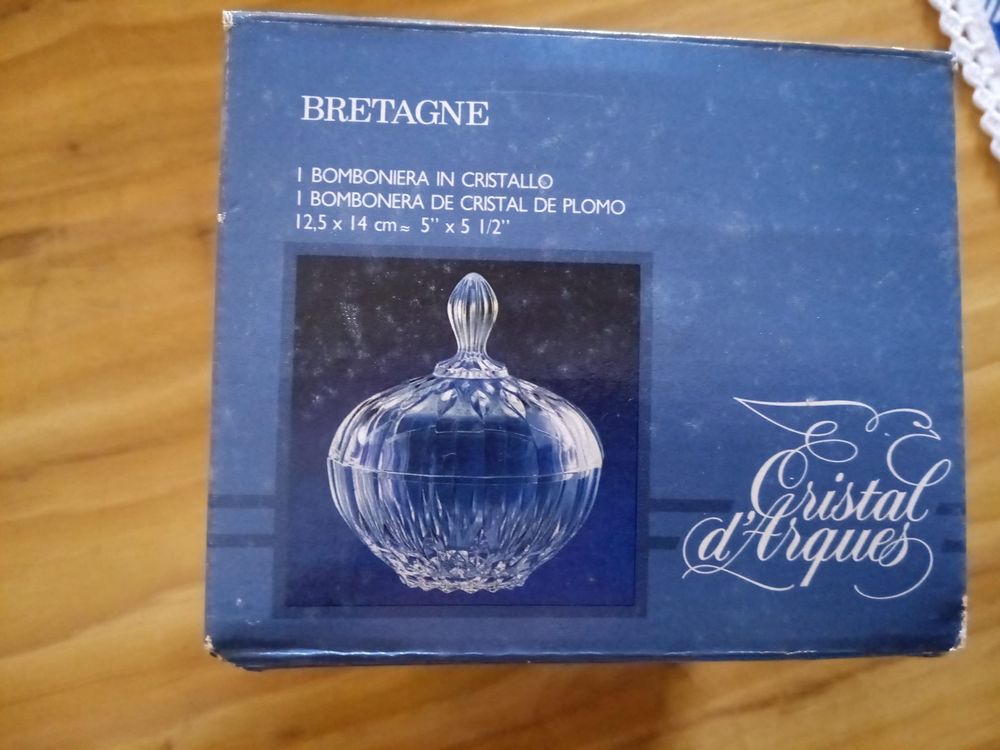 BRETAGNE
1 BOMBONIERA IN CRISTALLO
1 BOMBONERA DE CRISTAL DE PLOMO
12,5 x 14 cm ≈ 5'' x 5 1/2''
Cristal
d'Arques